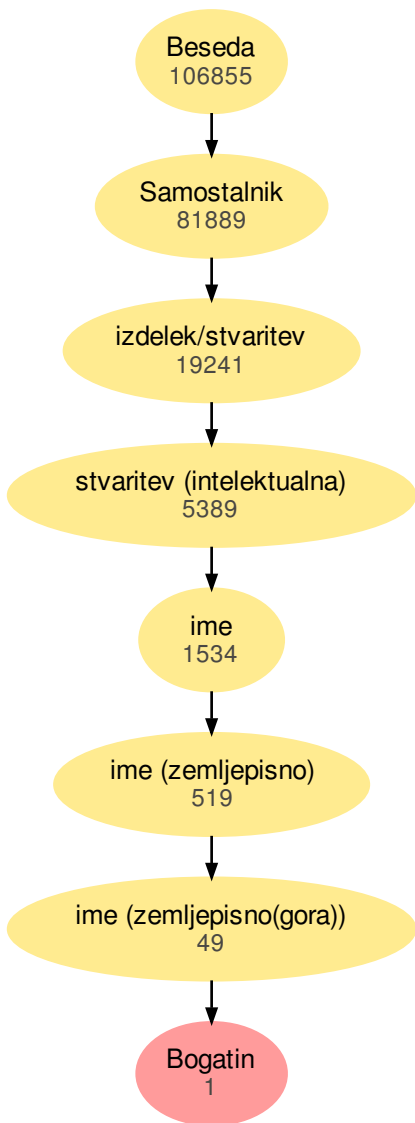 Beseda
106855
Samostalnik
81889
izdelek/stvaritev
19241
stvaritev (intelektualna)
5389
ime
1534
ime (zemljepisno)
519
ime (zemljepisno(gora))
49
Bogatin
1